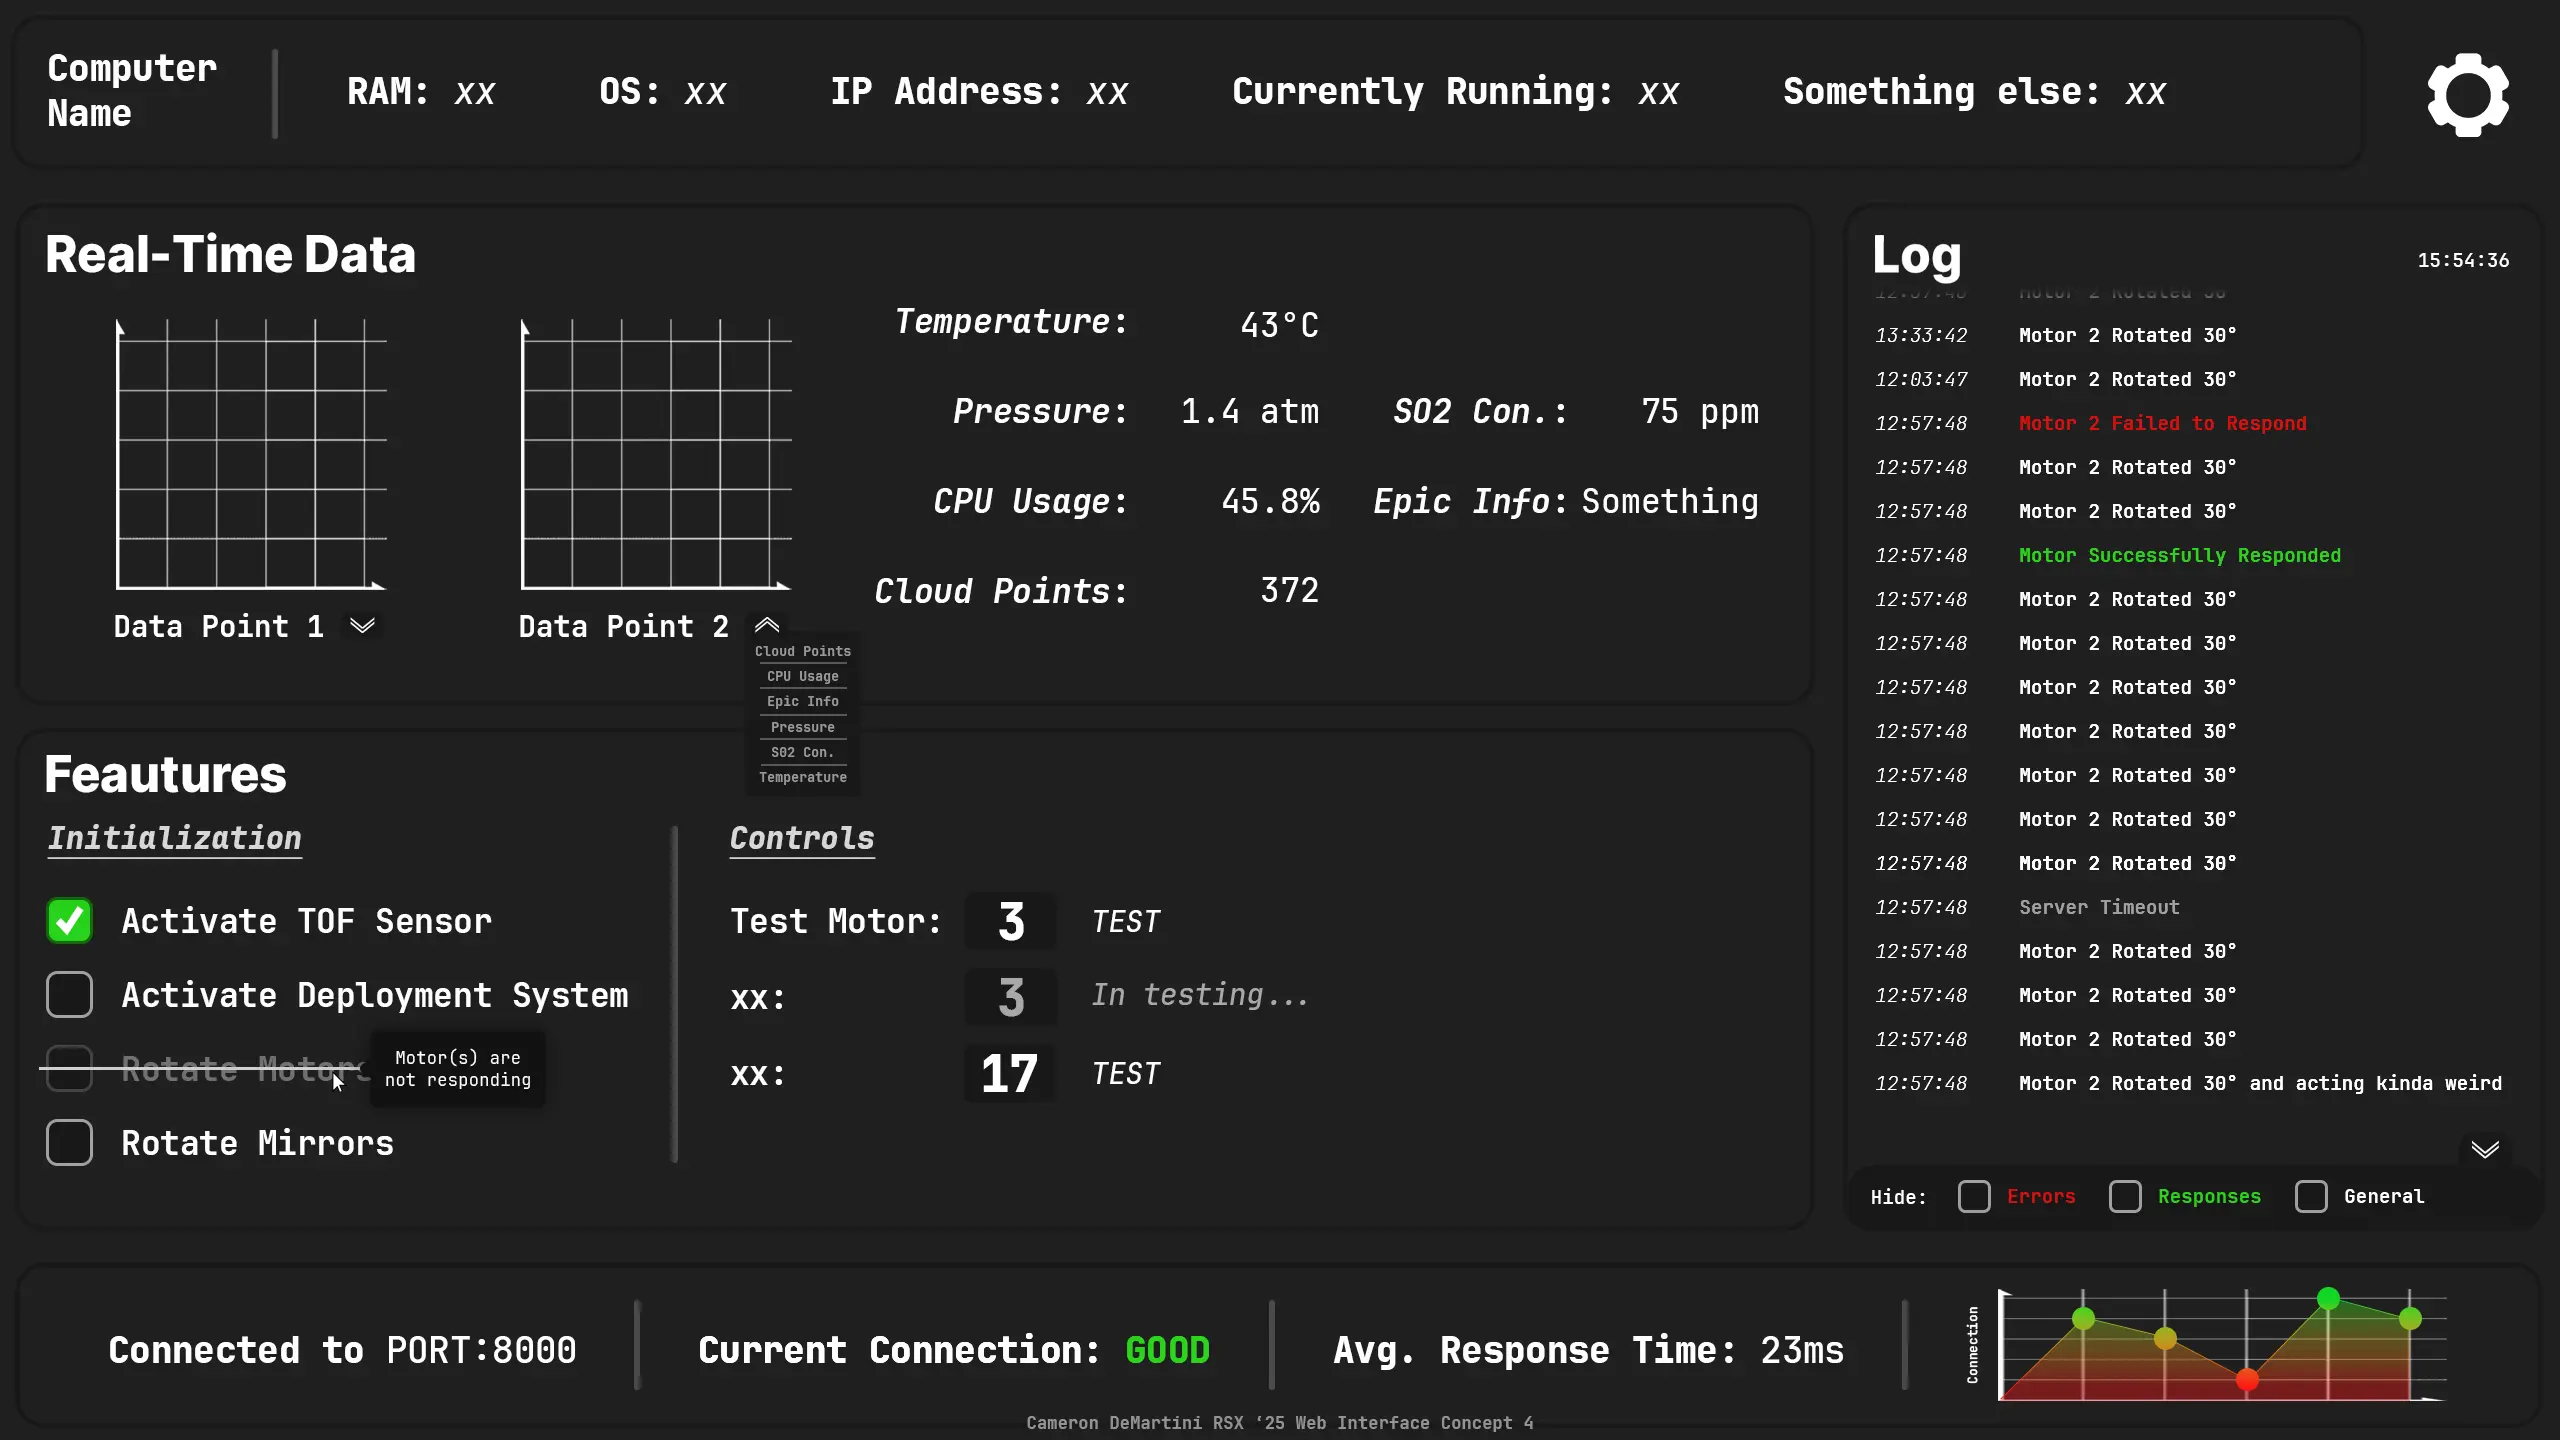 Computer
Name
RAM: xx
OS: xx
IP Address: xx
Currently Running: xx
Something else: xx
Real-Time Data
Data Point 1
Data Point 2
Cloud Points
CPU Usage
Epic Info
Pressure
SO2 Con.
Temperature
Temperature: 43°C
Pressure: 1.4 atm
SO2 Con.: 75 ppm
CPU Usage: 45.8%
Epic Info: Something
Cloud Points: 372
Feautures
Initialization
Activate TOF Sensor
Activate Deployment System
Rotate Motors
Motor(s) are
not responding
Rotate Mirrors
Controls
Test Motor: 3 TEST
xx: 3 In testing...
xx: 17 TEST
Log
15:54:36
12:57:48 Motor 2 Rotated 30°
13:33:42 Motor 2 Rotated 30°
12:03:47 Motor 2 Rotated 30°
12:57:48 Motor 2 Failed to Respond
12:57:48 Motor 2 Rotated 30°
12:57:48 Motor 2 Rotated 30°
12:57:48 Motor Successfully Responded
12:57:48 Motor 2 Rotated 30°
12:57:48 Motor 2 Rotated 30°
12:57:48 Motor 2 Rotated 30°
12:57:48 Motor 2 Rotated 30°
12:57:48 Motor 2 Rotated 30°
12:57:48 Motor 2 Rotated 30°
12:57:48 Motor 2 Rotated 30°
12:57:48 Server Timeout
12:57:48 Motor 2 Rotated 30°
12:57:48 Motor 2 Rotated 30°
12:57:48 Motor 2 Rotated 30°
12:57:48 Motor 2 Rotated 30° and acting kinda weird
Hide: Errors Responses General
Connected to PORT:8000
Current Connection: GOOD
Avg. Response Time: 23ms
Connection
Cameron DeMartini RSX ‘25 Web Interface Concept 4